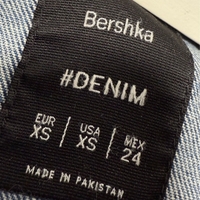 Bershka
#DENIM
EUR USA MEX
XS XS 24
MADE IN PAKISTAN